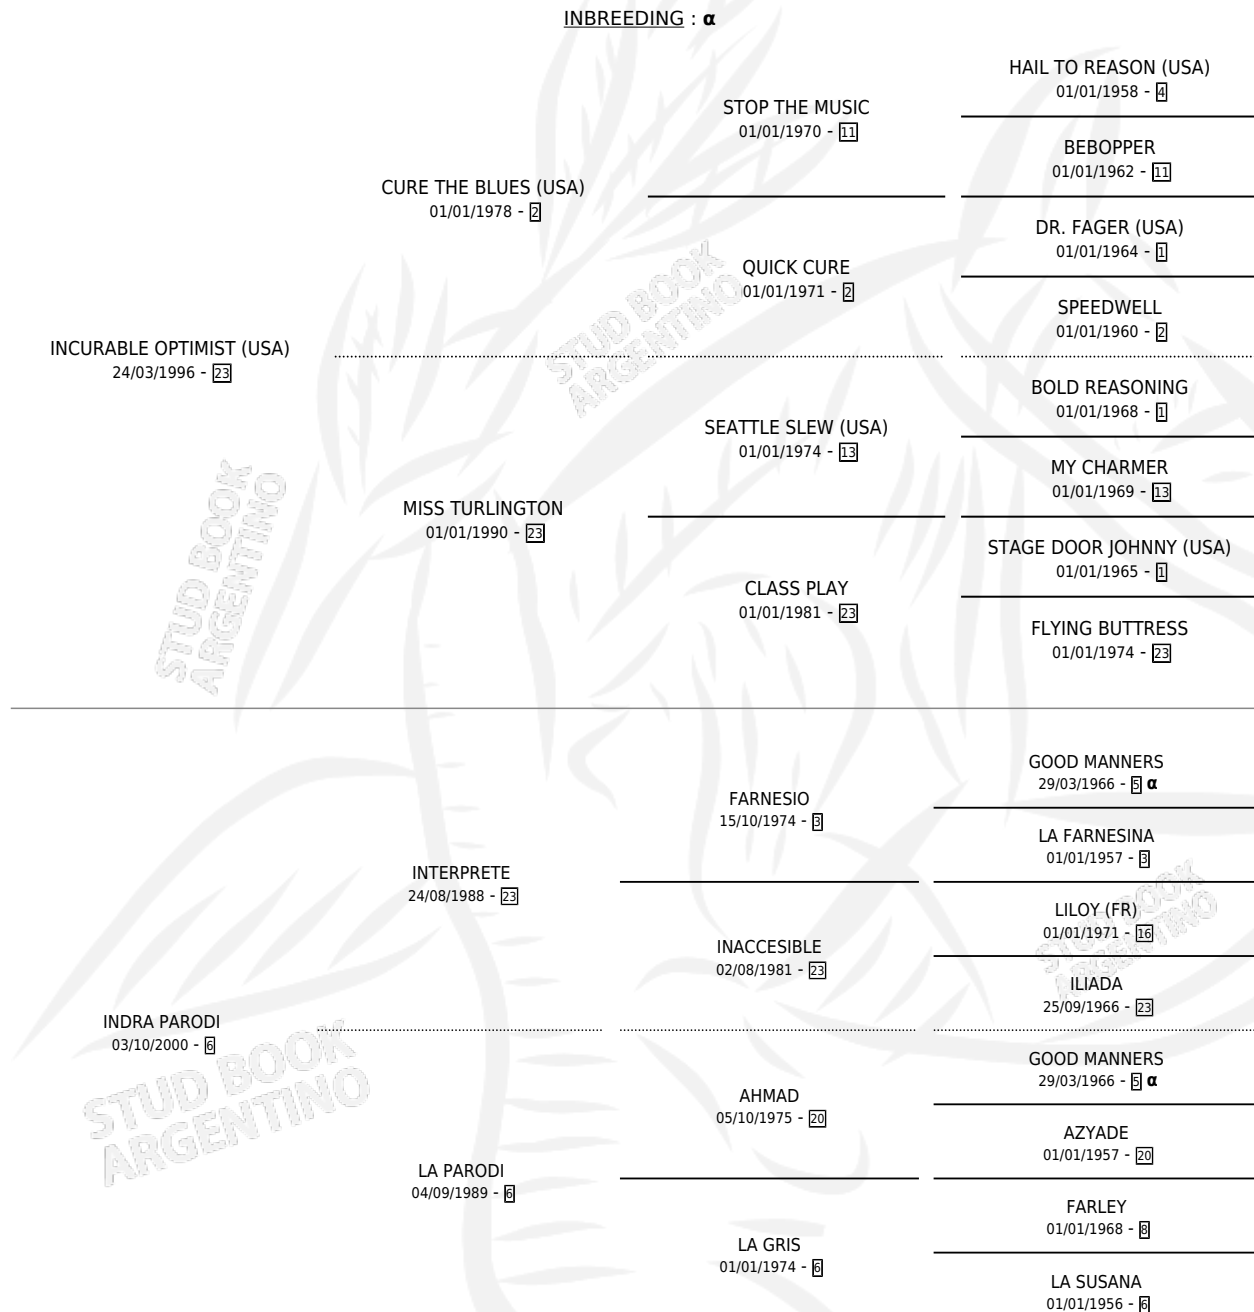 INBREEDING : α
HAIL TO REASON (USA)
01/01/1958 - 4
STOP THE MUSIC
01/01/1970 - 11
BEBOPPER
01/01/1962 - 11
CURE THE BLUES (USA)
01/01/1978 - 2
DR. FAGER (USA)
01/01/1964 - 1
QUICK CURE
01/01/1971 - 2
SPEEDWELL
01/01/1960 - 2
INCURABLE OPTIMIST (USA)
24/03/1996 - 23
BOLD REASONING
01/01/1968 - 1
SEATTLE SLEW (USA)
01/01/1974 - 13
MY CHARMER
01/01/1969 - 13
MISS TURLINGTON
01/01/1990 - 23
STAGE DOOR JOHNNY (USA)
01/01/1965 - 1
CLASS PLAY
01/01/1981 - 23
FLYING BUTTRESS
01/01/1974 - 23
GOOD MANNERS
29/03/1966 - 5 α
FARNESIO
15/10/1974 - 3
LA FARNESINA
01/01/1957 - 3
INTERPRETE
24/08/1988 - 23
LILOY (FR)
01/01/1971 - 16
INACCESIBLE
02/08/1981 - 23
ILIADA
25/09/1966 - 23
INDRA PARODI
03/10/2000 - 6
GOOD MANNERS
29/03/1966 - 5 α
AHMAD
05/10/1975 - 20
AZYADE
01/01/1957 - 20
LA PARODI
04/09/1989 - 6
FARLEY
01/01/1968 - 8
LA GRIS
01/01/1974 - 6
LA SUSANA
01/01/1956 - 6
STUD BOOK
ARGENTINO
STUD BOOK
ARGENTINO
STUD BOOK
ARGENTINO
STUD BOOK
ARGENTINO